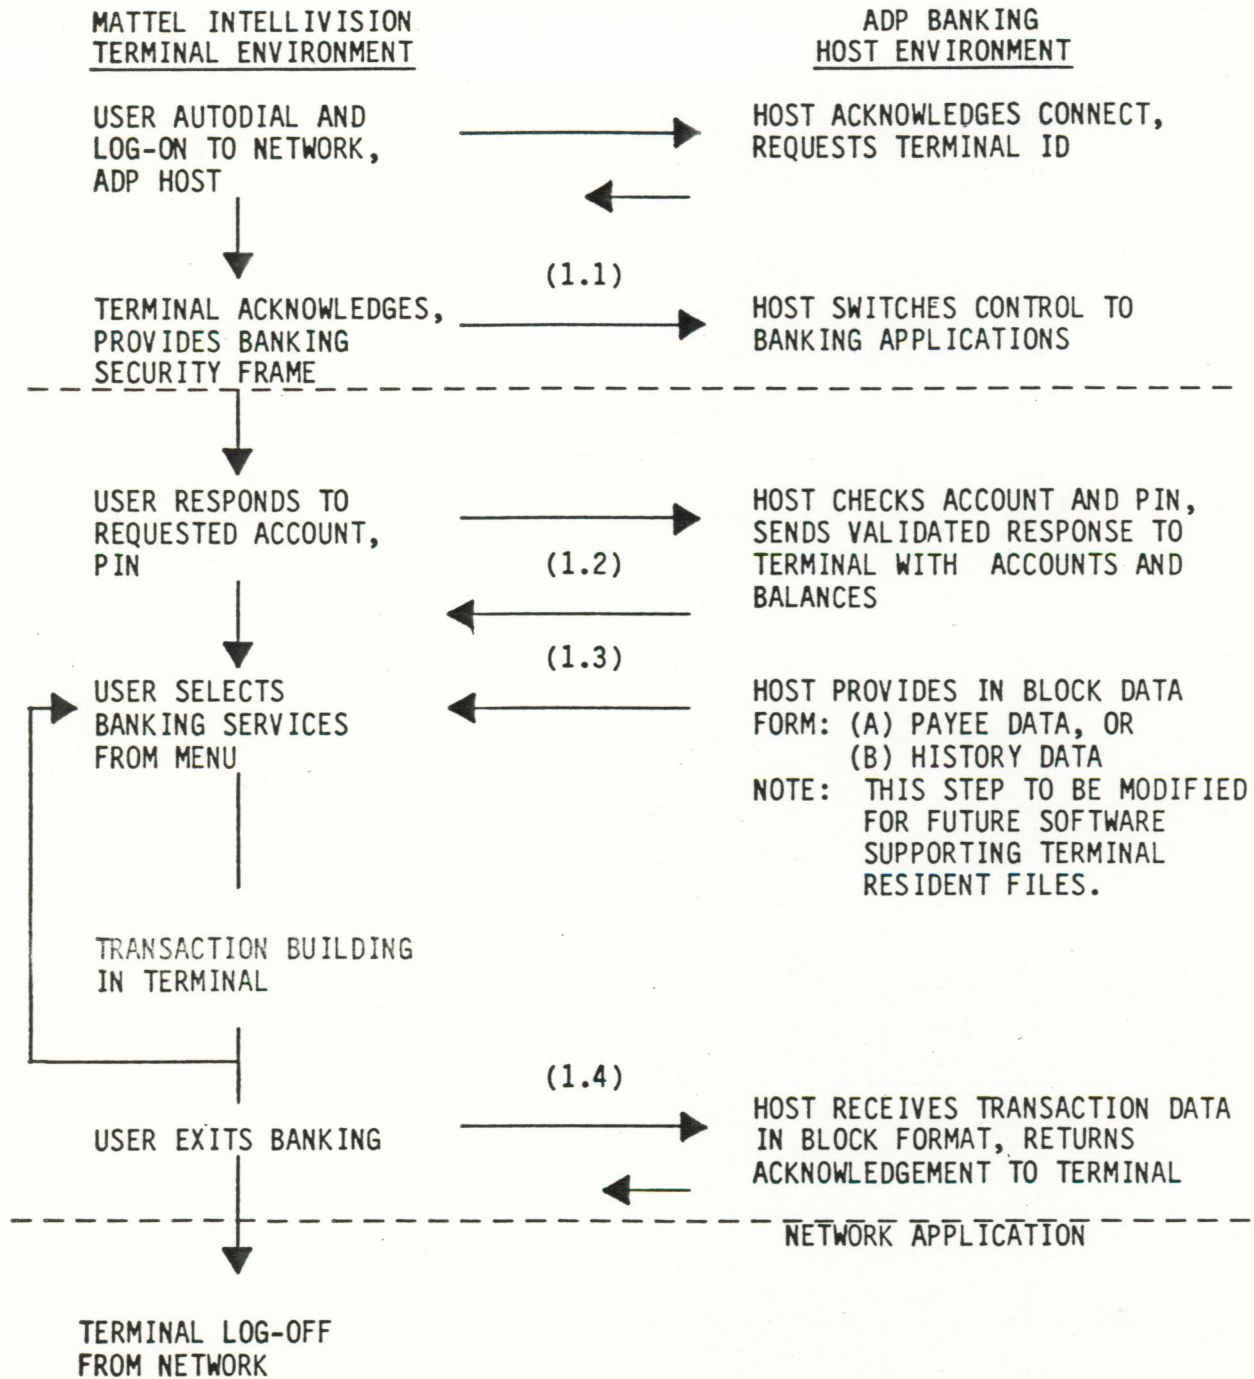 MATTEL INTELLIVISION
TERMINAL ENVIRONMENT
ADP BANKING
HOST ENVIRONMENT
USER AUTODIAL AND
LOG-ON TO NETWORK,
ADP HOST
HOST ACKNOWLEDGES CONNECT,
REQUESTS TERMINAL ID
(1.1)
TERMINAL ACKNOWLEDGES,
PROVIDES BANKING
SECURITY FRAME
HOST SWITCHES CONTROL TO
BANKING APPLICATIONS
USER RESPONDS TO
REQUESTED ACCOUNT,
PIN
(1.2)
HOST CHECKS ACCOUNT AND PIN,
SENDS VALIDATED RESPONSE TO
TERMINAL WITH ACCOUNTS AND
BALANCES
(1.3)
USER SELECTS
BANKING SERVICES
FROM MENU
HOST PROVIDES IN BLOCK DATA
FORM: (A) PAYEE DATA, OR
(B) HISTORY DATA
NOTE: THIS STEP TO BE MODIFIED
FOR FUTURE SOFTWARE
SUPPORTING TERMINAL
RESIDENT FILES.
TRANSACTION BUILDING
IN TERMINAL
(1.4)
USER EXITS BANKING
HOST RECEIVES TRANSACTION DATA
IN BLOCK FORMAT, RETURNS
ACKNOWLEDGEMENT TO TERMINAL
NETWORK APPLICATION
TERMINAL LOG-OFF
FROM NETWORK